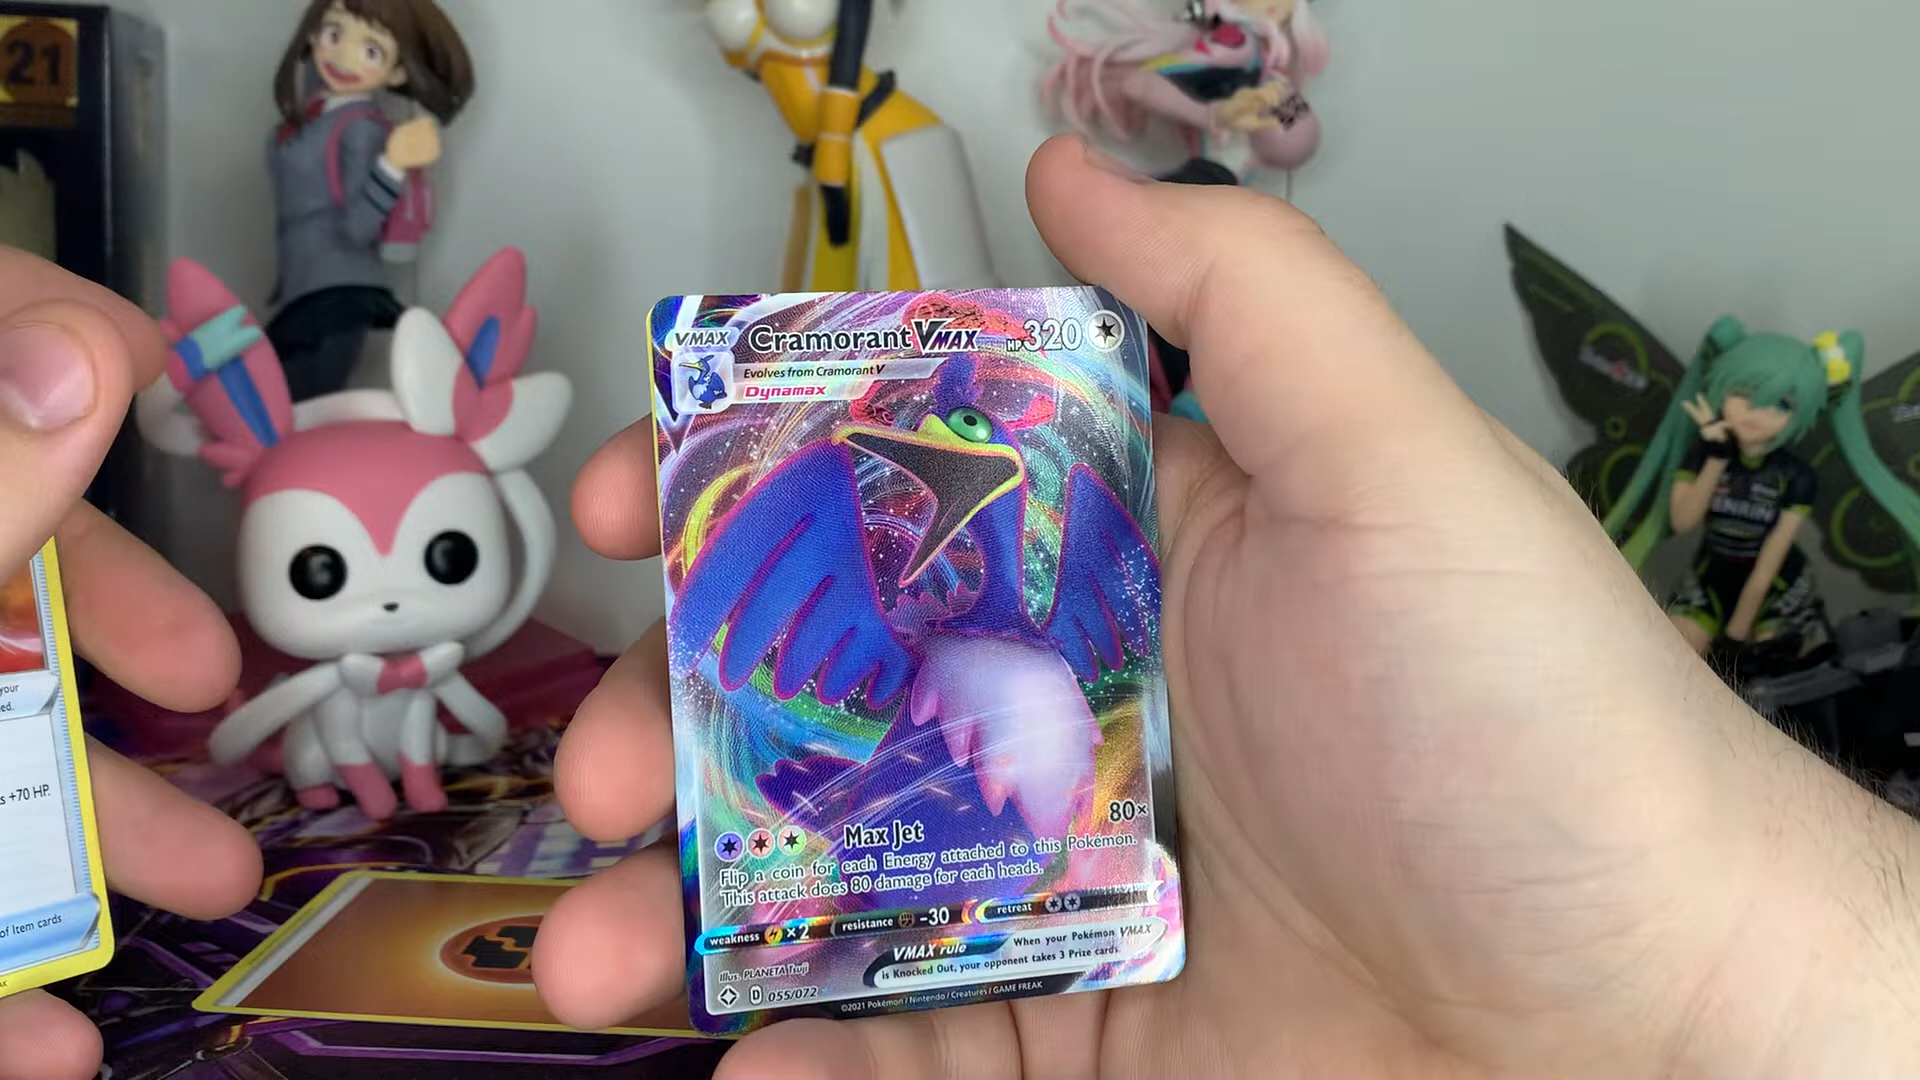 21
VMAX
Cramorant VMAX HP 320
Evolves from Cramorant V
Dynamax
Max Jet 80×
Flip a coin for each Energy attached to this Pokémon.
This attack does 80 damage for each heads.
weakness ×2 resistance -30 retreat
VMAX rule When your Pokémon VMAX
is Knocked Out, your opponent takes 3 Prize cards.
Illus. PLANETA Tsuji
D 055/072
©2021 Pokémon / Nintendo / Creatures / GAME FREAK
your
ed.
s +70 HP.
of Item cards